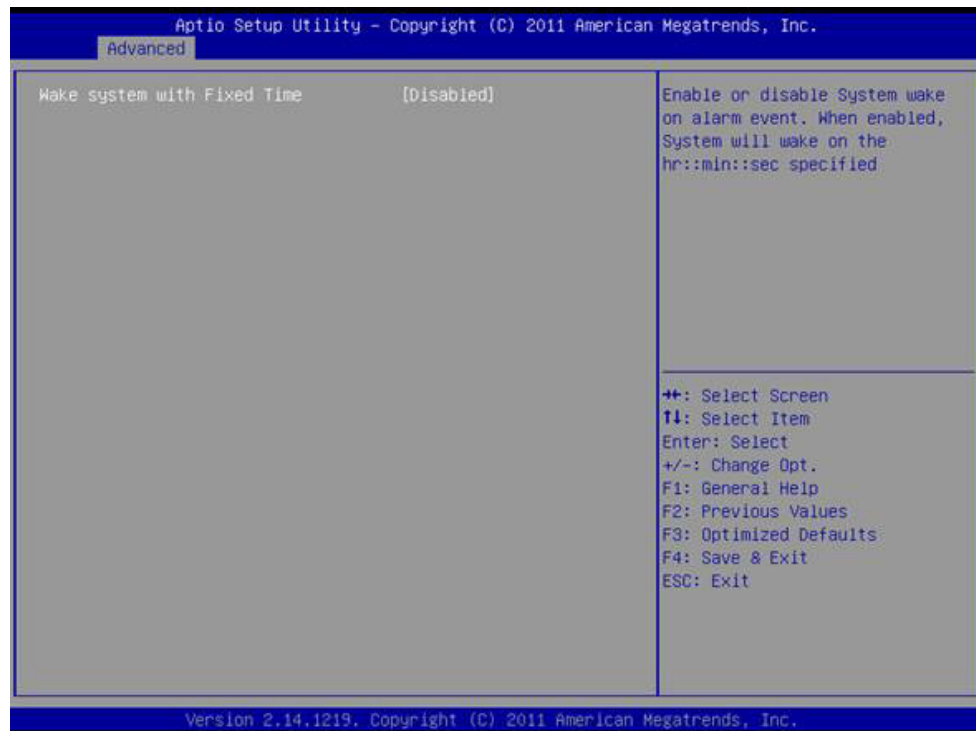 Aptio Setup Utility – Copyright (C) 2011 American Megatrends, Inc.
Advanced
Wake system with Fixed Time [Disabled]
Enable or disable System wake
on alarm event. When enabled,
System will wake on the
hr::min::sec specified
→←: Select Screen
↑↓: Select Item
Enter: Select
+/-: Change Opt.
F1: General Help
F2: Previous Values
F3: Optimized Defaults
F4: Save & Exit
ESC: Exit
Version 2.14.1219. Copyright (C) 2011 American Megatrends, Inc.